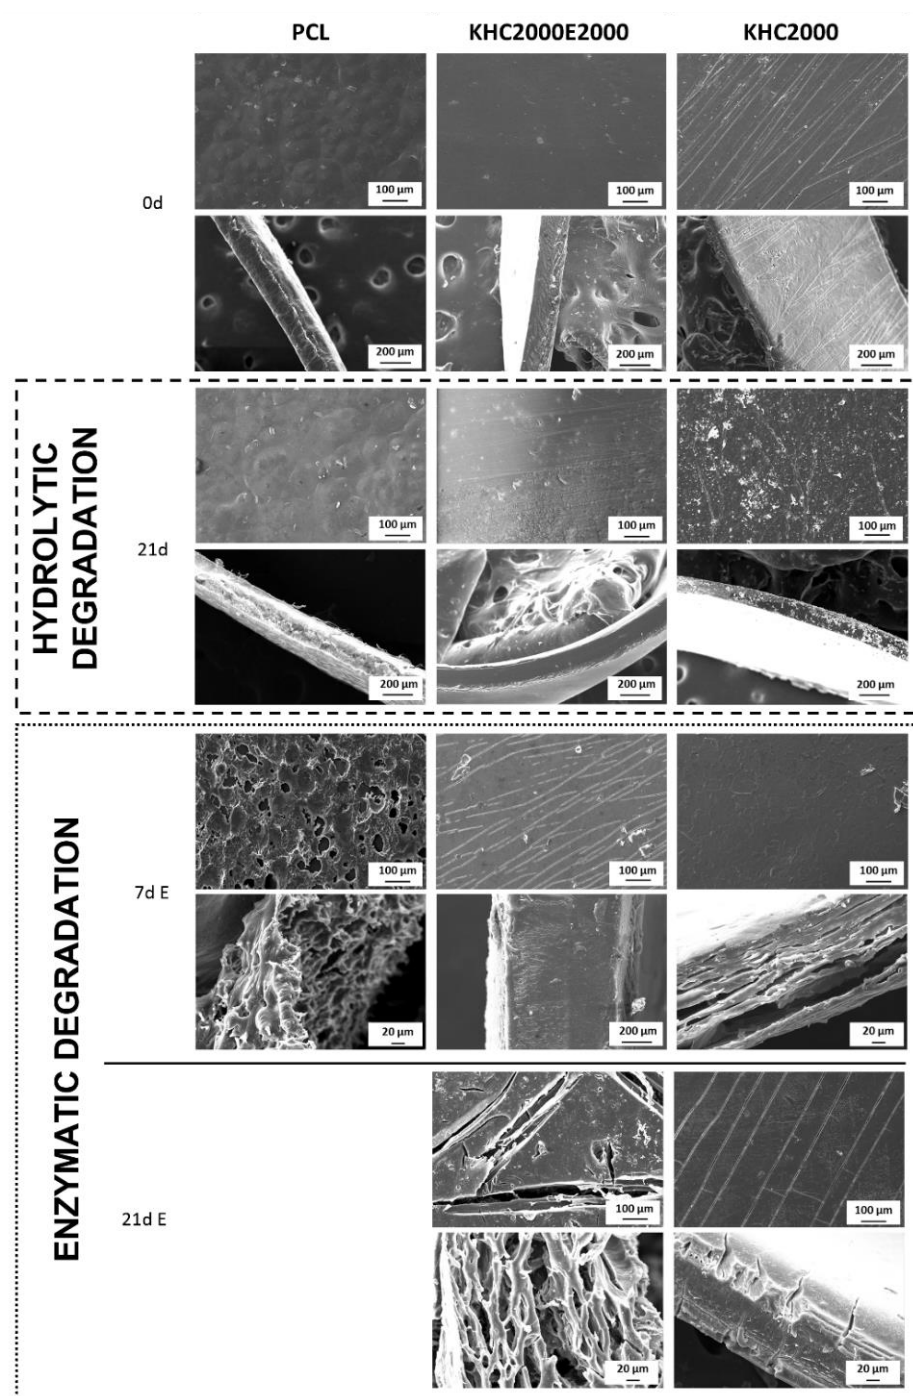 PCL KHC2000E2000 KHC2000
100 µm 100 µm 100 µm
0d
200 µm 200 µm 200 µm
HYDROLYTIC
DEGRADATION
100 µm 100 µm 100 µm
21d
200 µm 200 µm 200 µm
ENZYMATIC DEGRADATION
100 µm 100 µm 100 µm
7d E
20 µm 200 µm 20 µm
100 µm 100 µm
21d E
20 µm 20 µm